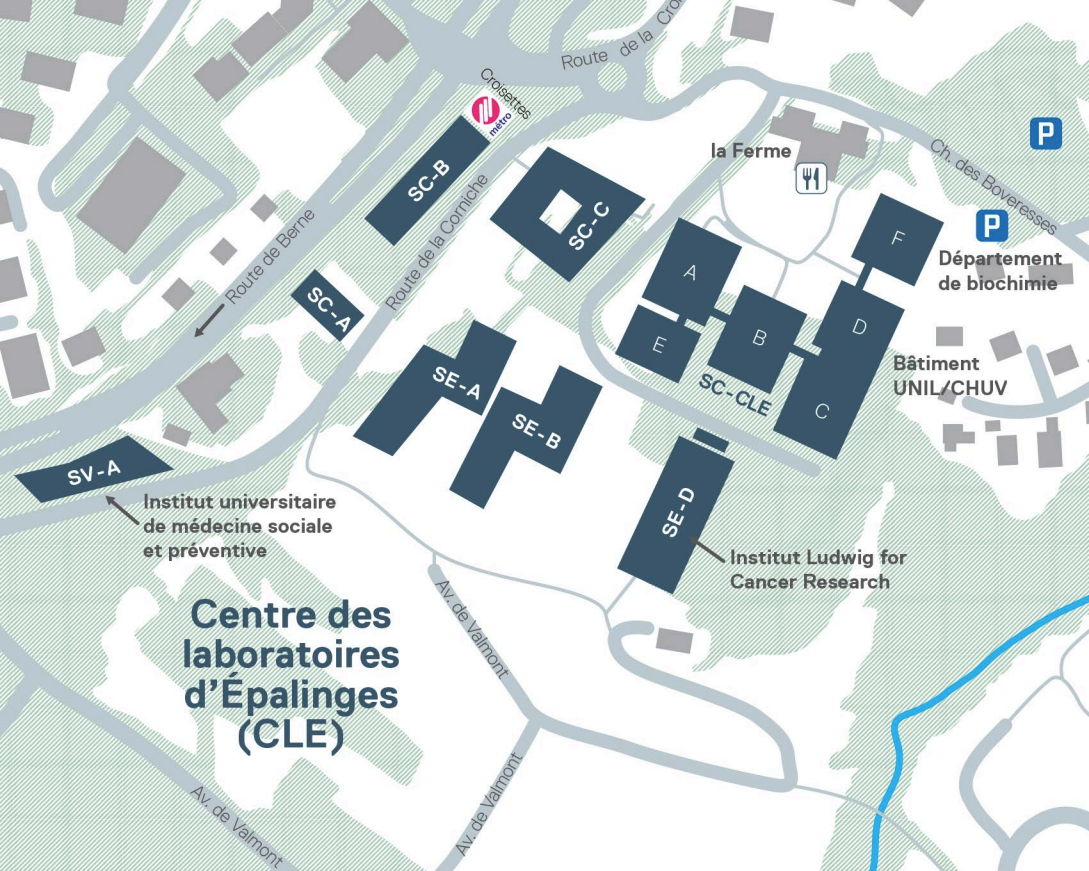 Route de la Croi
Croisettes
métro
P
la Ferme
Ch. des Boveresses
SC-B
SC-C
P
F
Département
de biochimie
Route de Berne
Route de la Corniche
A
SC-A
B
D
E
Bâtiment
UNIL/CHUV
SE-A
SC-CLE
C
SE-B
SV-A
Institut universitaire
de médecine sociale
et préventive
SE-D
Institut Ludwig for
Cancer Research
Centre des
laboratoires
d'Épalinges
(CLE)
Av. de Valmont
Av. de Valmont
Av. de Valmont